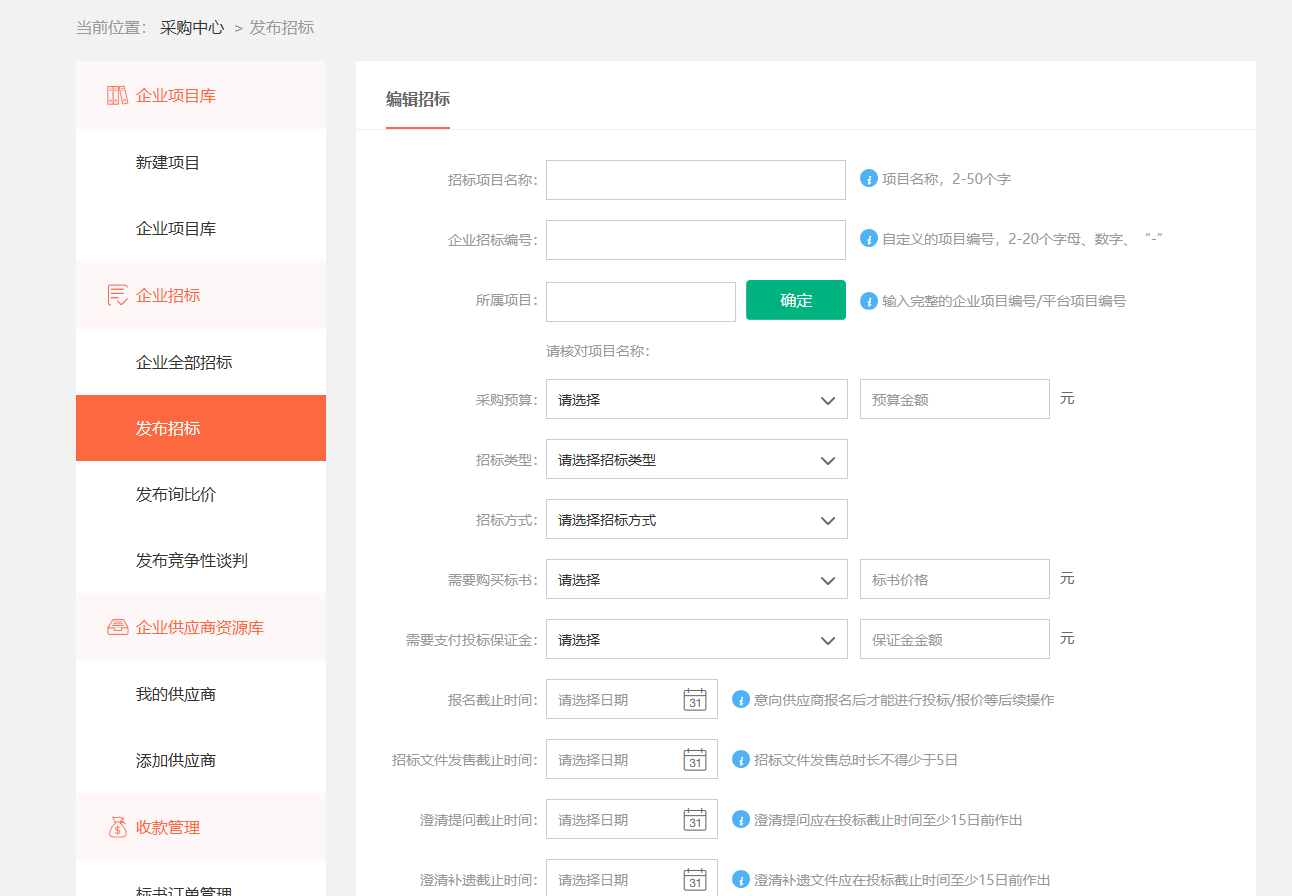 当前位置： 采购中心 > 发布招标
企业项目库
新建项目
企业项目库
企业招标
企业全部招标
发布招标
发布询比价
发布竞争性谈判
企业供应商资源库
我的供应商
添加供应商
收款管理
标书订单管理
编辑招标
招标项目名称： 项目名称，2-50个字
企业招标编号： 自定义的项目编号，2-20个字母、数字、“-”
所属项目： 确定 输入完整的企业项目编号/平台项目编号
请核对项目名称：
采购预算： 请选择 预算金额 元
招标类型： 请选择招标类型
招标方式： 请选择招标方式
需要购买标书： 请选择 标书价格 元
需要支付投标保证金： 请选择 保证金金额 元
报名截止时间： 请选择日期 31 意向供应商报名后才能进行投标/报价等后续操作
招标文件发售截止时间： 请选择日期 31 招标文件发售总时长不得少于5日
澄清提问截止时间： 请选择日期 31 澄清提问应在投标截止时间至少15日前作出
澄清补遗截止时间： 请选择日期 31 澄清补遗文件应在投标截止时间至少15日前作出